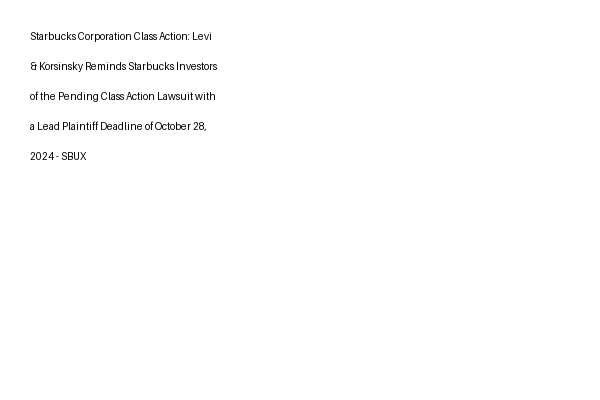 Starbucks Corporation Class Action: Levi
& Korsinsky Reminds Starbucks Investors
of the Pending Class Action Lawsuit with
a Lead Plaintiff Deadline of October 28,
2024 - SBUX